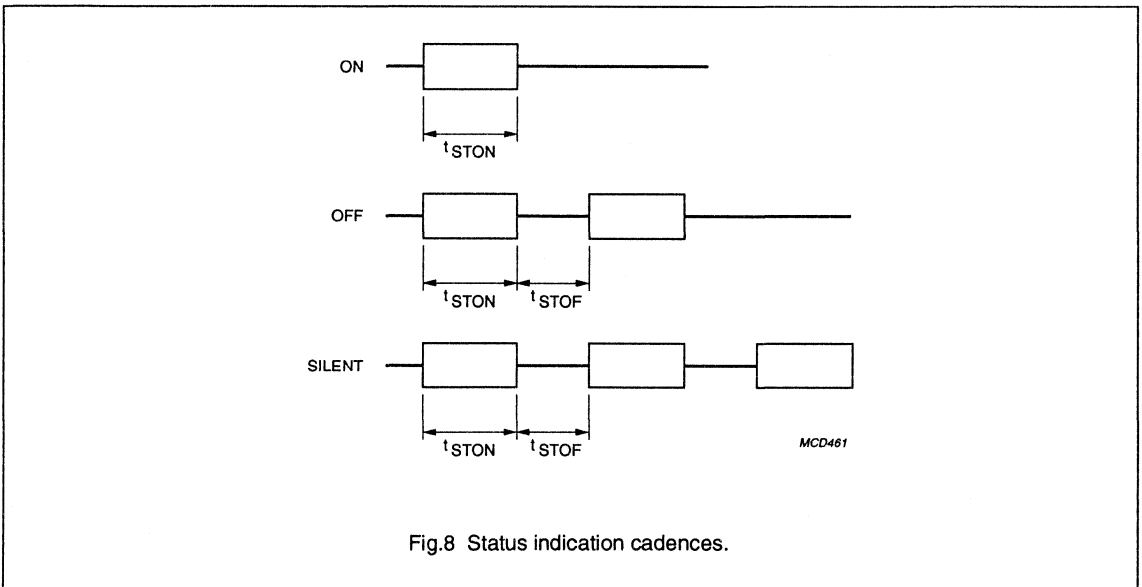 ON
tSTON
OFF
tSTON tSTOF
SILENT
tSTON tSTOF
MCD461
Fig.8 Status indication cadences.